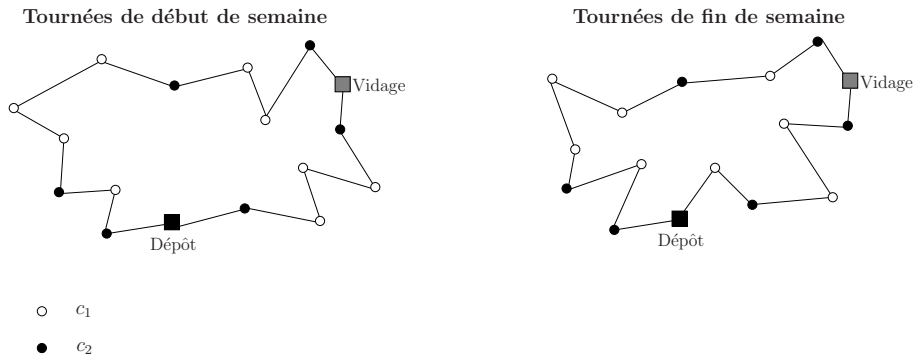 Tournées de début de semaine
Tournées de fin de semaine
Vidage
Vidage
Dépôt
Dépôt
c1
c2